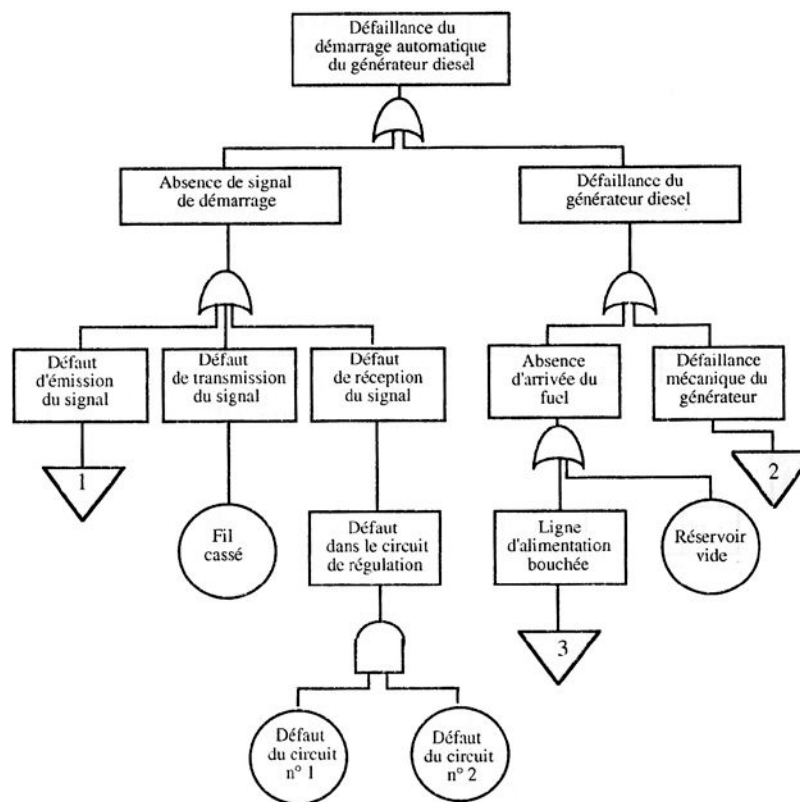 Défaillance du
démarrage automatique
du générateur diesel
Absence de signal
de démarrage
Défaillance du
générateur diesel
Défaut
d'émission
du signal
Défaut
de transmission
du signal
Défaut
de réception
du signal
Absence
d'arrivée du
fuel
Défaillance
mécanique du
générateur
1
2
Fil
cassé
Défaut
dans le circuit
de régulation
Ligne
d'alimentation
bouchée
Réservoir
vide
3
Défaut
du circuit
n° 1
Défaut
du circuit
n° 2